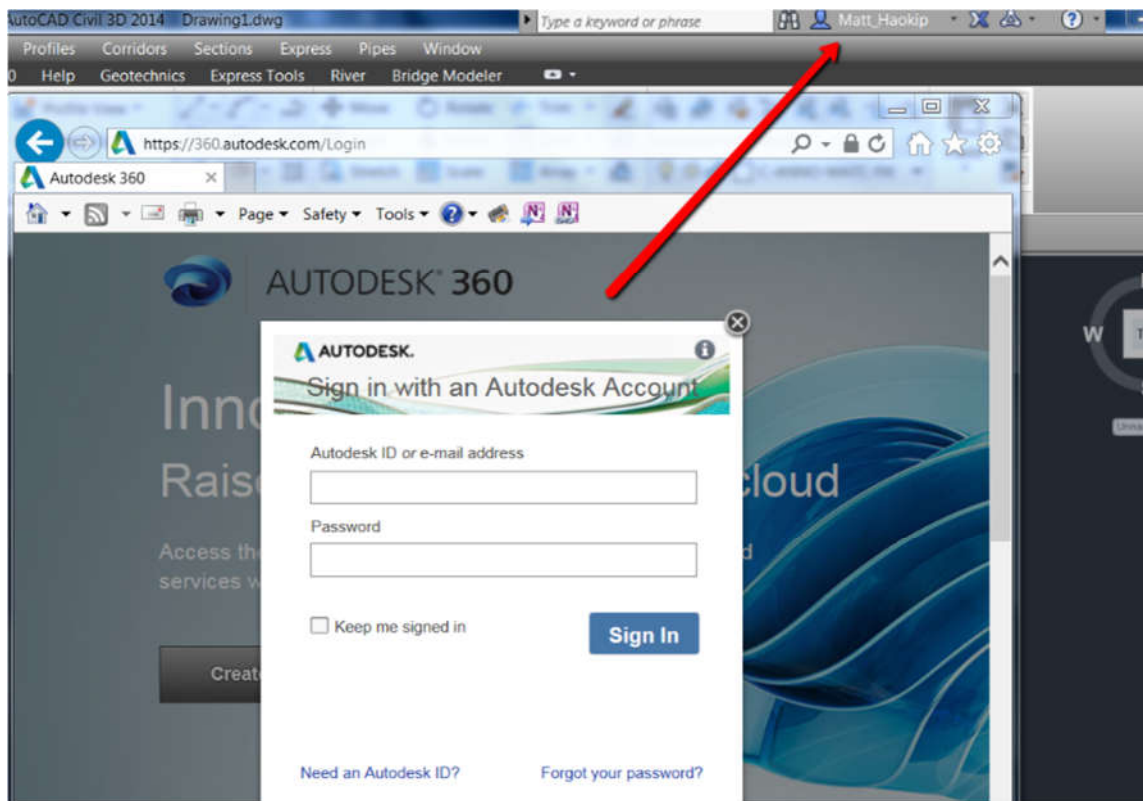 AutoCAD Civil 3D 2014 Drawing1.dwg Type a keyword or phrase Matt_Haokip
Profiles Corridors Sections Express Pipes Window
Help Geotechnics Express Tools River Bridge Modeler
https://360.autodesk.com/Login
Autodesk 360
Page Safety Tools
AUTODESK® 360
W
AUTODESK.
Sign in with an Autodesk Account
Inno
Autodesk ID or e-mail address
Rais cloud
Password
Access the
services w
Keep me signed in
Sign In
Creat
Need an Autodesk ID? Forgot your password?